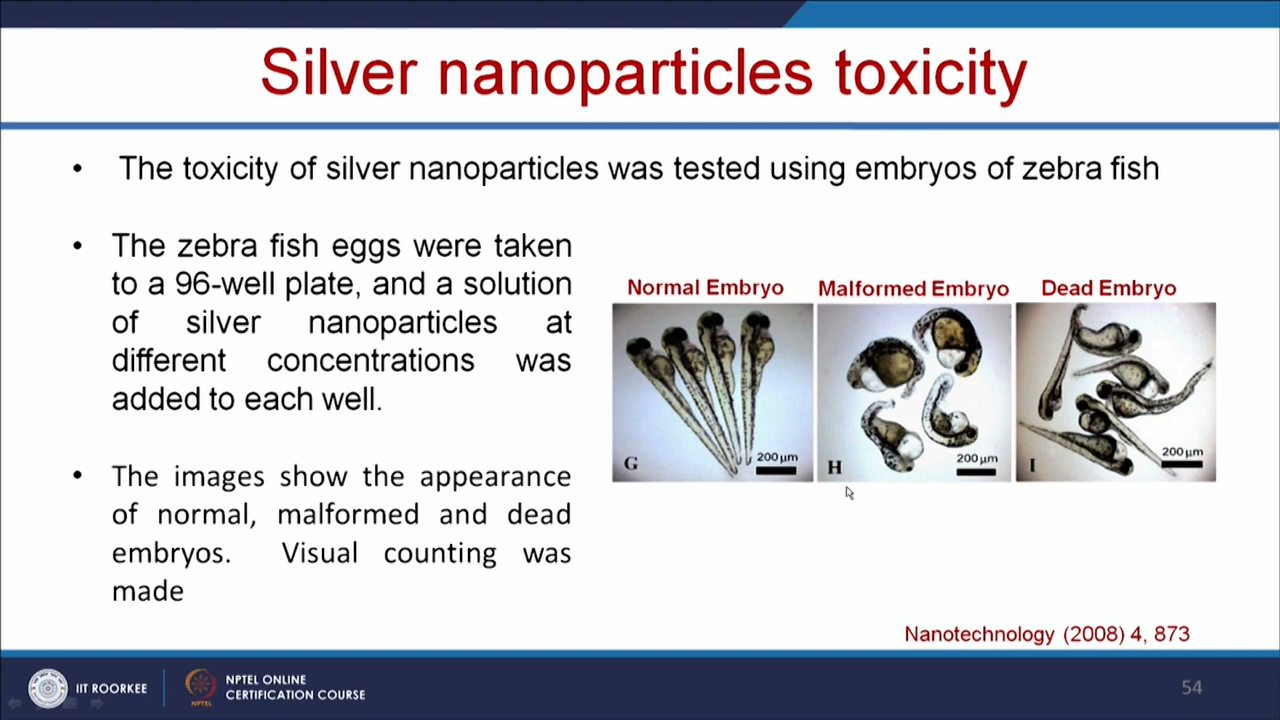 Silver nanoparticles toxicity
• The toxicity of silver nanoparticles was tested using embryos of zebra fish
• The zebra fish eggs were taken
to a 96-well plate, and a solution
of silver nanoparticles at
different concentrations was
added to each well.
• The images show the appearance
of normal, malformed and dead
embryos. Visual counting was
made
Normal Embryo
Malformed Embryo
Dead Embryo
G
200 µm
H
200 µm
I
200 µm
Nanotechnology (2008) 4, 873
IIT ROORKEE
NPTEL
NPTEL ONLINE
CERTIFICATION COURSE
54